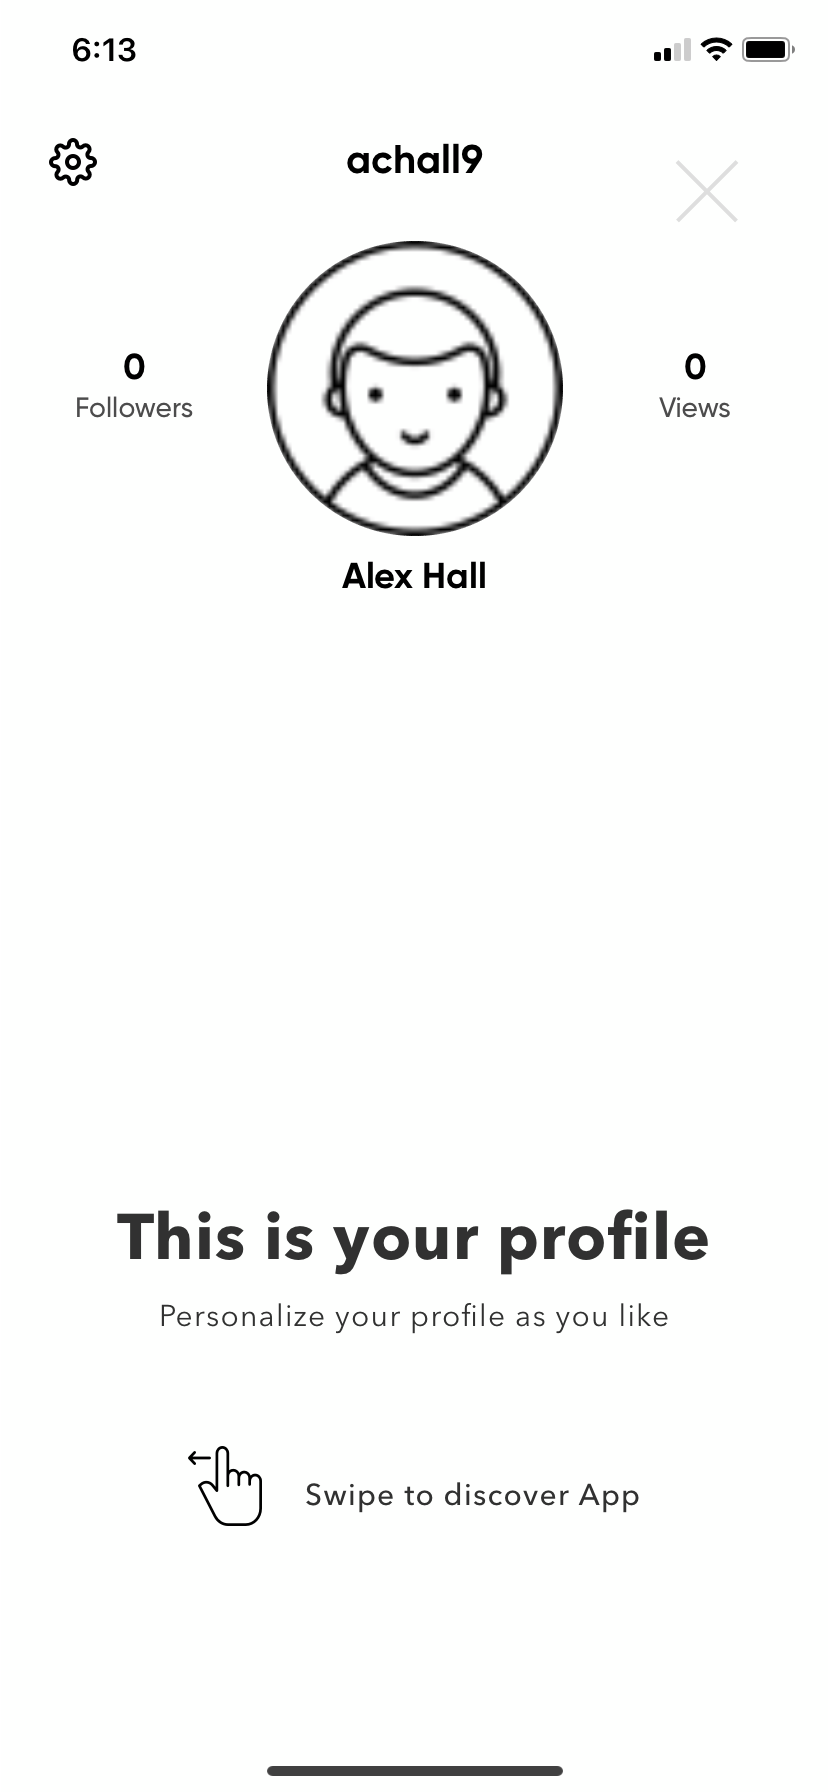 6:13
achall9
0
Followers
0
Views
Alex Hall
This is your profile
Personalize your profile as you like
Swipe to discover App